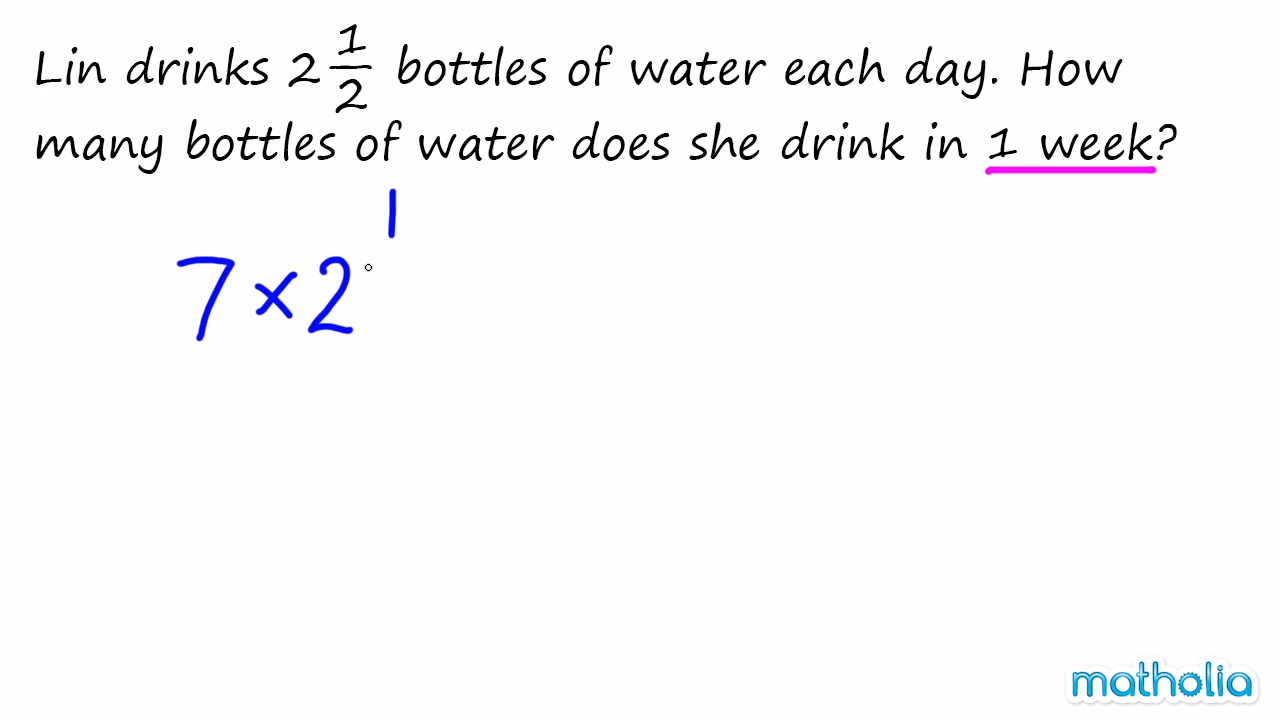 Lin drinks 2 1/2 bottles of water each day. How
many bottles of water does she drink in 1 week?
7 × 2 1
matholia